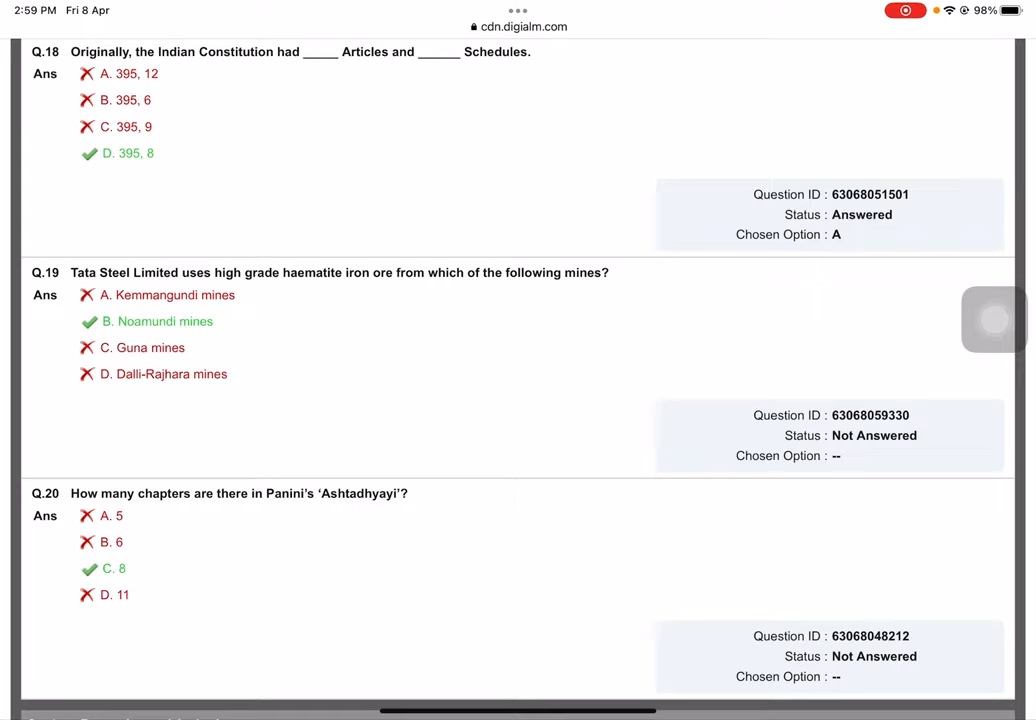 2:59 PM Fri 8 Apr
98%
cdn.digialm.com
Q.18 Originally, the Indian Constitution had _____ Articles and ______ Schedules.
Ans A. 395, 12
B. 395, 6
C. 395, 9
D. 395, 8
Question ID : 63068051501
Status : Answered
Chosen Option : A
Q.19 Tata Steel Limited uses high grade haematite iron ore from which of the following mines?
Ans A. Kemmangundi mines
B. Noamundi mines
C. Guna mines
D. Dalli-Rajhara mines
Question ID : 63068059330
Status : Not Answered
Chosen Option : --
Q.20 How many chapters are there in Panini’s ‘Ashtadhyayi’?
Ans A. 5
B. 6
C. 8
D. 11
Question ID : 63068048212
Status : Not Answered
Chosen Option : --